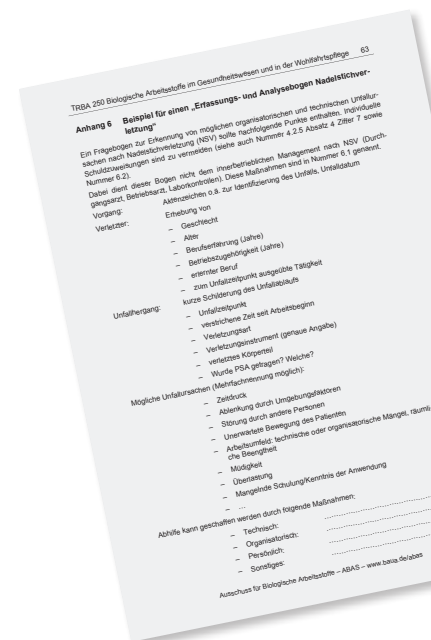 TRBA 250 Biologische Arbeitsstoffe im Gesundheitswesen und in der Wohlfahrtspflege 63
Anhang 6 Beispiel für einen „Erfassungs- und Analysebogen Nadelstichver-
letzung“
Ein Fragebogen zur Erkennung von möglichen organisatorischen und technischen Unfallur-
sachen nach Nadelstichverletzung (NSV) sollte nachfolgende Punkte enthalten. Individuelle
Schuldzuweisungen sind zu vermeiden (siehe auch Nummer 4.2.5 Absatz 4 Ziffer 7 sowie
Nummer 6.2).
Dabei dient dieser Bogen nicht dem innerbetrieblichen Management nach NSV (Durch-
gangsarzt, Betriebsarzt, Laborkontrollen). Diese Maßnahmen sind in Nummer 6.1 genannt.
Vorgang: Aktenzeichen o.ä. zur Identifizierung des Unfalls, Unfalldatum
Verletzter: Erhebung von
– Geschlecht
– Alter
– Berufserfahrung (Jahre)
– Betriebszugehörigkeit (Jahre)
– erlernter Beruf
– zum Unfallzeitpunkt ausgeübte Tätigkeit
Unfallhergang: kurze Schilderung des Unfallablaufs
– Unfallzeitpunkt
– verstrichene Zeit seit Arbeitsbeginn
– Verletzungsart
– Verletzungsinstrument (genaue Angabe)
– verletztes Körperteil
– Wurde PSA getragen? Welche?
Mögliche Unfallursachen (Mehrfachnennung möglich):
– Zeitdruck
– Ablenkung durch Umgebungsfaktoren
– Störung durch andere Personen
– Unerwartete Bewegung des Patienten
– Arbeitsumfeld: technische oder organisatorische Mängel, räumli-
che Beengtheit
– Müdigkeit
– Überlastung
– Mangelnde Schulung/Kenntnis der Anwendung
– ...
Abhilfe kann geschaffen werden durch folgende Maßnahmen:
– Technisch: ..............................
– Organisatorisch: ..............................
– Persönlich: ..............................
– Sonstiges: ..............................
Ausschuss für Biologische Arbeitsstoffe – ABAS – www.baua.de/abas